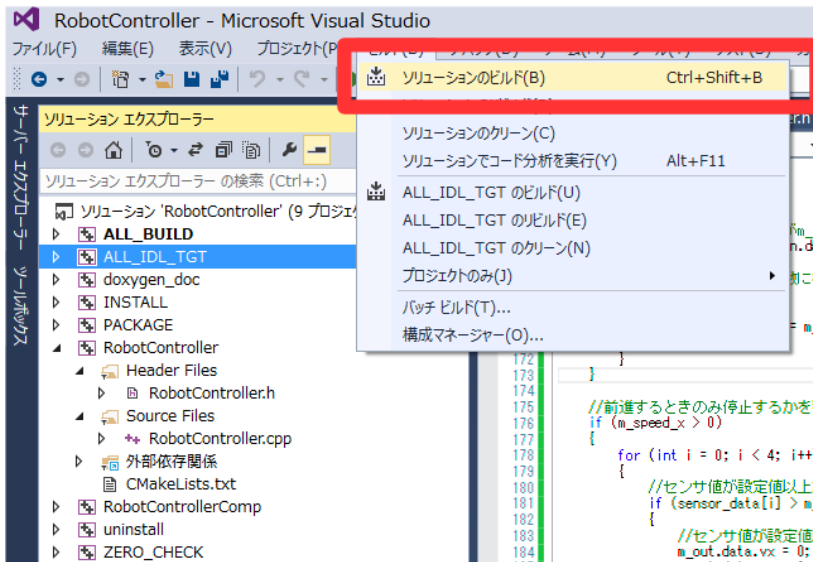 RobotController - Microsoft Visual Studio
ファイル(F) 編集(E) 表示(V) プロジェクト(P
ソリューションのビルド(B) Ctrl+Shift+B
ソリューションのクリーン(C)
ソリューションでコード分析を実行(Y) Alt+F11
ALL_IDL_TGT のビルド(U)
ALL_IDL_TGT のリビルド(E)
ALL_IDL_TGT のクリーン(N)
プロジェクトのみ(J)
バッチ ビルド(T)...
構成マネージャー(O)...
サーバー エクスプローラー
ツールボックス
ソリューション エクスプローラー
ソリューション エクスプローラー の検索 (Ctrl+:)
ソリューション 'RobotController' (9 プロジェ
ALL_BUILD
ALL_IDL_TGT
doxygen_doc
INSTALL
PACKAGE
RobotController
Header Files
RobotController.h
Source Files
RobotController.cpp
外部依存関係
CMakeLists.txt
RobotControllerComp
uninstall
ZERO_CHECK
172 }
173 }
174
175 //前進するときのみ停止するかを
176 if (m_speed_x > 0)
177 {
178 for (int i = 0; i < 4; i++
179 {
180 //センサ値が設定値以上
181 if (sensor_data[i] > m_
182 {
183 //センサ値が設定値
184 m_out.data.vx = 0;